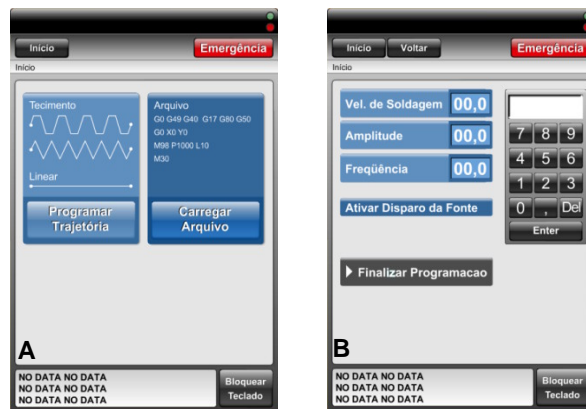 Início
Emergência
Início
Tecimento
Linear
Programar
Trajetória
Arquivo
G0 G49 G40 G17 G80 G50
G0 X0 Y0
M98 P1000 L10
M30
Carregar
Arquivo
A
NO DATA NO DATA
NO DATA NO DATA
NO DATA NO DATA
Bloquear
Teclado
Início Voltar Emergência
Início
Vel. de Soldagem 00,0
Amplitude 00,0
Freqüência 00,0
Ativar Disparo da Fonte
Finalizar Programacao
7 8 9
4 5 6
1 2 3
0 , Del
Enter
B
NO DATA NO DATA
NO DATA NO DATA
NO DATA NO DATA
Bloquear
Teclado